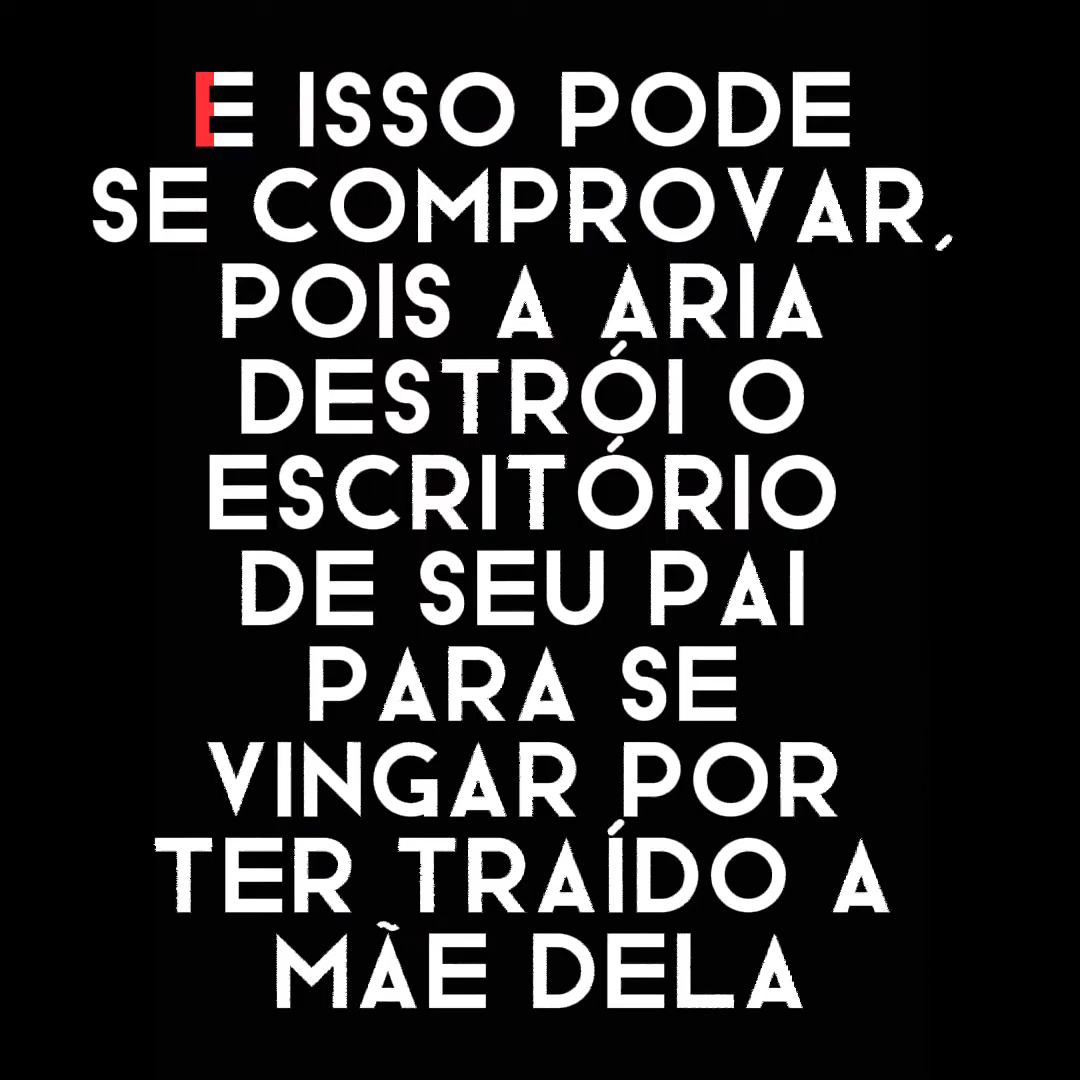 E ISSO PODE
SE COMPROVAR,
POIS A ARIA
DESTRÓI O
ESCRITÓRIO
DE SEU PAI
PARA SE
VINGAR POR
TER TRAÍDO A
MÃE DELA